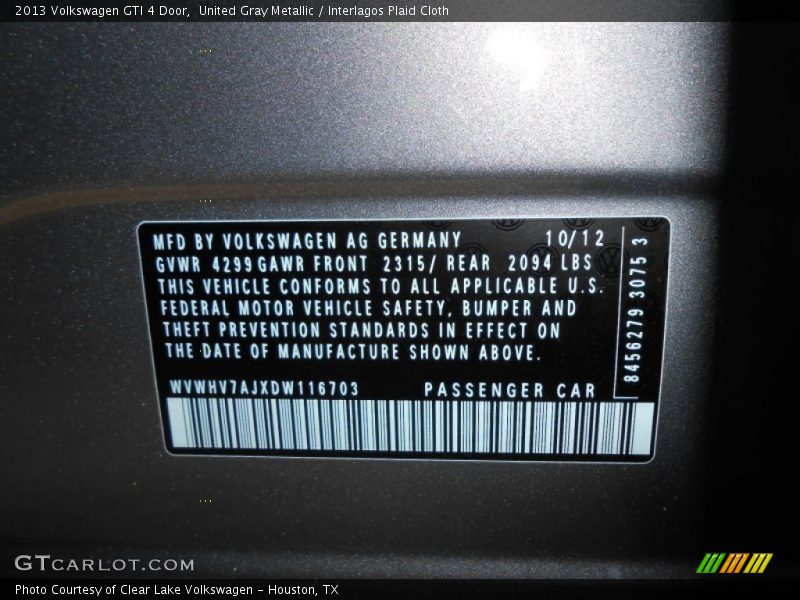 2013 Volkswagen GTI 4 Door,  United Gray Metallic / Interlagos Plaid Cloth
MFD BY VOLKSWAGEN AG GERMANY 10/12
GVWR 4299GAWR FRONT 2315/ REAR 2094 LBS
THIS VEHICLE CONFORMS TO ALL APPLICABLE U.S.
FEDERAL MOTOR VEHICLE SAFETY, BUMPER AND
THEFT PREVENTION STANDARDS IN EFFECT ON
THE DATE OF MANUFACTURE SHOWN ABOVE.
WVWHV7AJXDW116703 PASSENGER CAR
8456279 3075 3
GTCARLOT.COM
Photo Courtesy of Clear Lake Volkswagen - Houston, TX